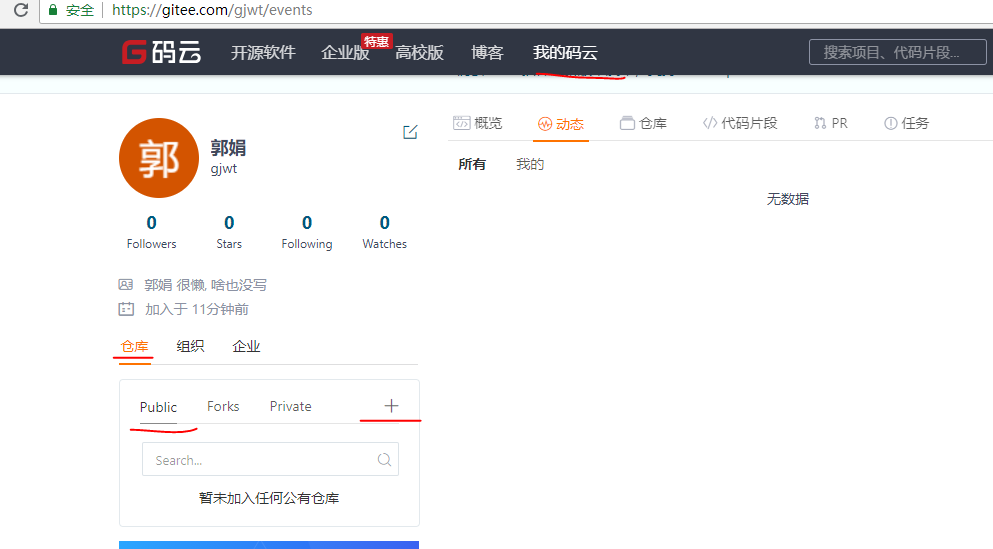 安全 https://gitee.com/gjwt/events
码云 开源软件 企业版 特惠 高校版 博客 我的码云 搜索项目、代码片段...
郭
郭娟
gjwt
0 0 0 0
Followers Stars Following Watches
郭娟 很懒, 啥也没写
加入于 11分钟前
仓库 组织 企业
Public Forks Private
Search...
暂未加入任何公有仓库
概览 动态 仓库 代码片段 PR 任务
所有 我的
无数据